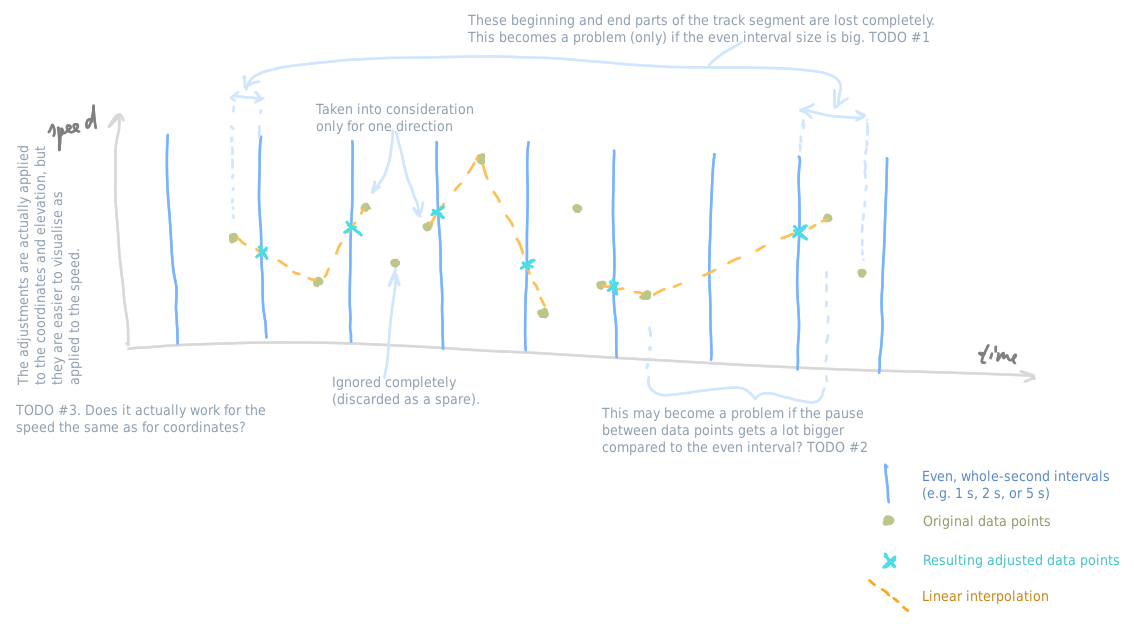 These beginning and end parts of the track segment are lost completely.
This becomes a problem (only) if the even interval size is big. TODO #1
speed
Taken into consideration
only for one direction
The adjustments are actually applied
to the coordinates and elevation, but
they are easier to visualise as
applied to the speed.
time
Ignored completely
(discarded as a spare).
TODO #3. Does it actually work for the
speed the same as for coordinates?
This may become a problem if the pause
between data points gets a lot bigger
compared to the even interval? TODO #2
Even, whole-second intervals
(e.g. 1 s, 2 s, or 5 s)
Original data points
Resulting adjusted data points
Linear interpolation